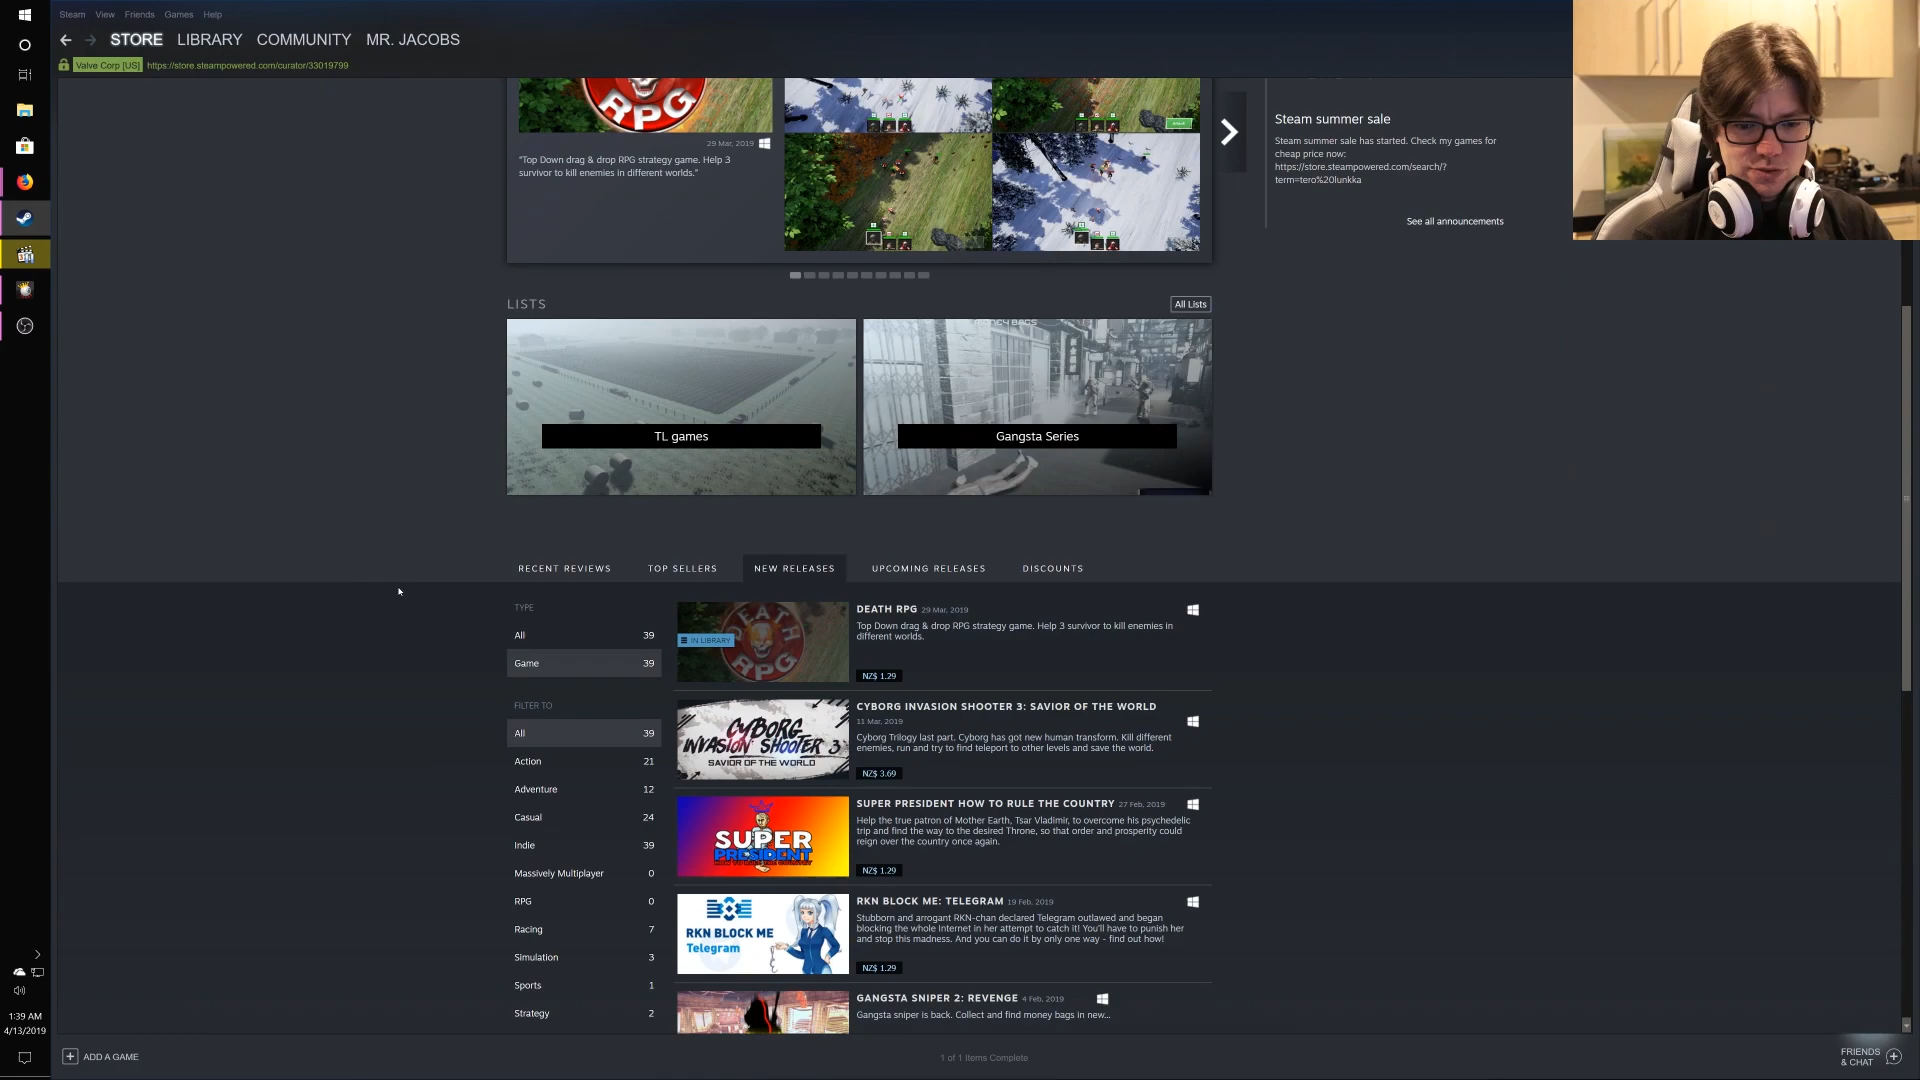 Steam View Friends Games Help
STORE LIBRARY COMMUNITY MR. JACOBS
Valve Corp [US] https://store.steampowered.com/curator/33019799
RPG
29 Mar, 2019
"Top Down drag & drop RPG strategy game. Help 3
survivor to kill enemies in different worlds."
Steam summer sale
Steam summer sale has started. Check my games for
cheap price now:
https://store.steampowered.com/search/?
term=tero%20lunkka
See all announcements
LISTS
All Lists
TL games
Gangsta Series
RECENT REVIEWS
TOP SELLERS
NEW RELEASES
UPCOMING RELEASES
DISCOUNTS
TYPE
All 39
Game 39
FILTER TO
All 39
Action 21
Adventure 12
Casual 24
Indie 39
Massively Multiplayer 0
RPG 0
Racing 7
Simulation 3
Sports 1
Strategy 2
DEATH
RPG
IN LIBRARY
DEATH RPG 29 Mar, 2019
Top Down drag & drop RPG strategy game. Help 3 survivor to kill enemies in
different worlds.
NZ$ 1.29
CYBORG
INVASION SHOOTER 3
SAVIOR OF THE WORLD
CYBORG INVASION SHOOTER 3: SAVIOR OF THE WORLD
11 Mar, 2019
Cyborg Trilogy last part. Cyborg has got new human transform. Kill different
enemies, run and try to find teleport to other levels and save the world.
NZ$ 3.69
SUPER
PRESIDENT
HOW TO RULE THE COUNTRY
SUPER PRESIDENT HOW TO RULE THE COUNTRY 27 Feb, 2019
Help the true patron of Mother Earth, Tsar Vladimir, to overcome his psychedelic
trip and find the way to the desired Throne, so that order and prosperity could
reign over the country once again.
NZ$ 1.29
RKN BLOCK ME
Telegram
RKN BLOCK ME: TELEGRAM 19 Feb, 2019
Stubborn and arrogant RKN-chan declared Telegram outlawed and began
blocking the whole Internet in her attempt to catch it! You'll have to punish her
and stop this madness. And you can do it by only one way - find out how!
NZ$ 1.29
GANGSTA SNIPER 2: REVENGE 4 Feb, 2019
Gangsta sniper is back. Collect and find money bags in new...
1:39 AM
4/13/2019
ADD A GAME
1 of 1 Items Complete
FRIENDS
& CHAT